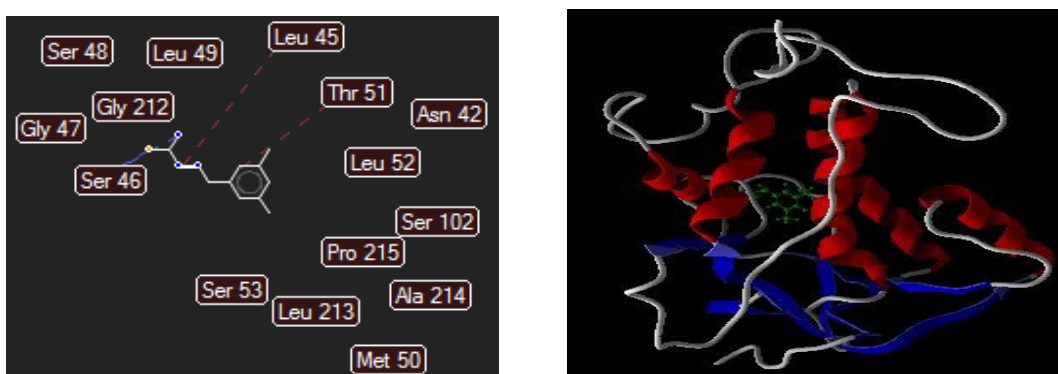 Leu 45
Ser 48
Leu 49
Thr 51
Gly 212
Asn 42
Gly 47
Leu 52
Ser 46
Ser 102
Pro 215
Ser 53
Ala 214
Leu 213
Met 50